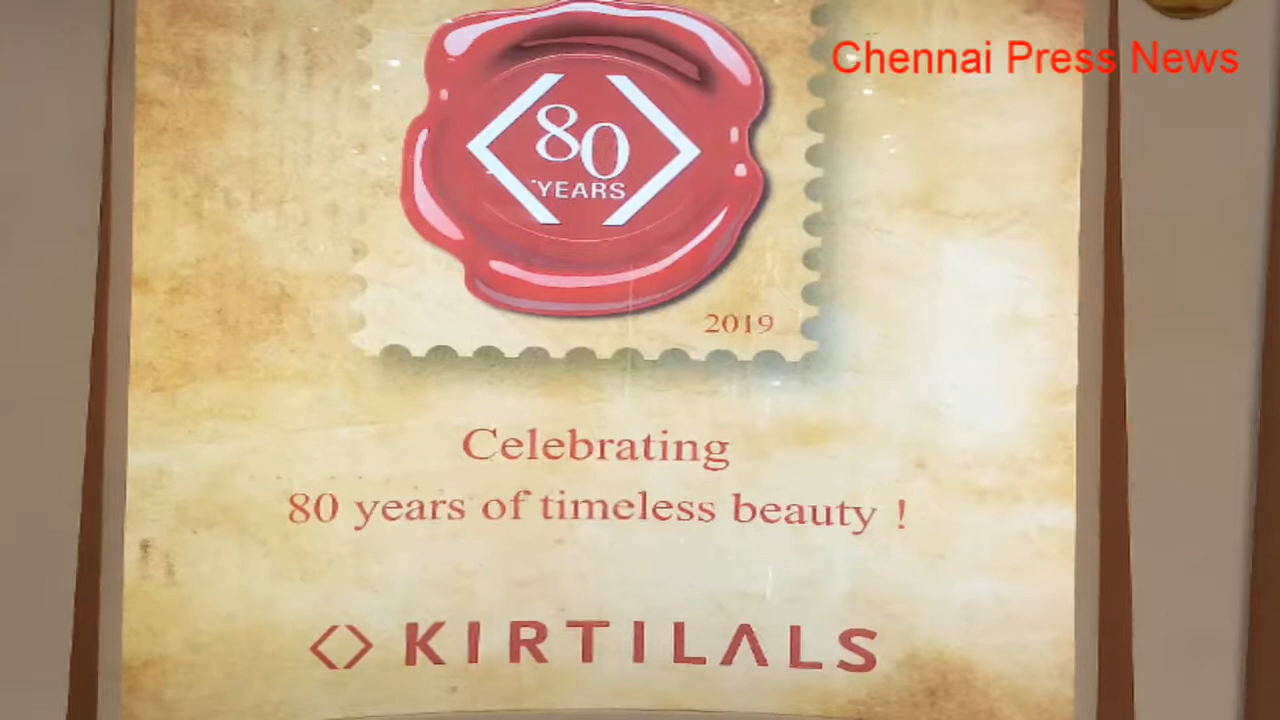 Chennai Press News
80
YEARS
2019
Celebrating
80 years of timeless beauty !
KIRTILALS